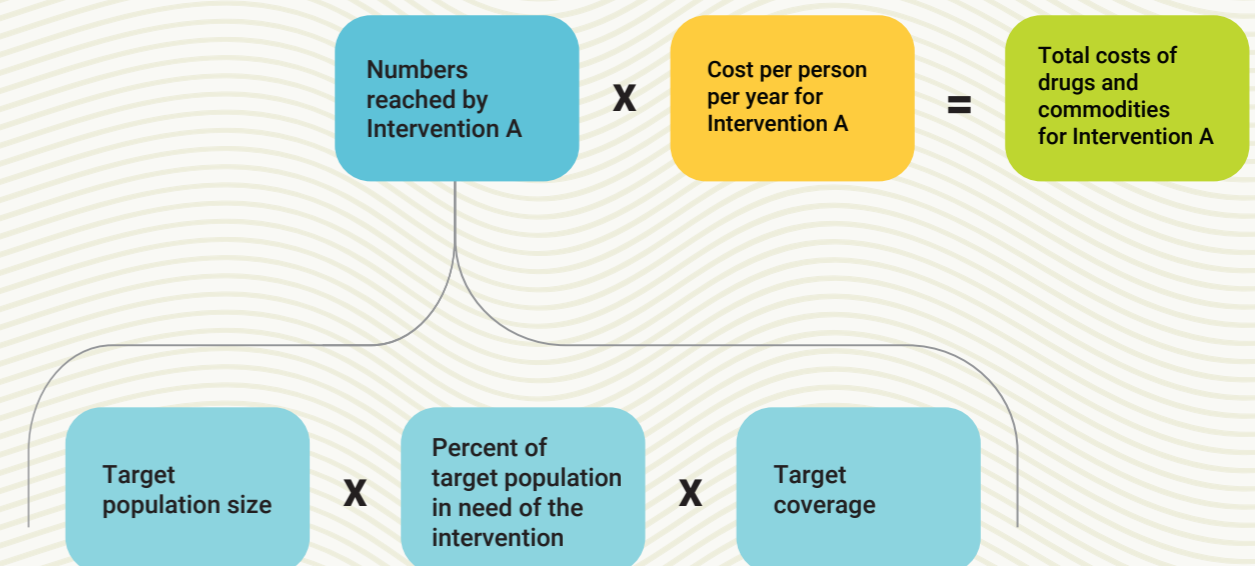 Numbers
reached by
Intervention A
X
Cost per person
per year for
Intervention A
=
Total costs of
drugs and
commodities
for Intervention A
Target
population size
X
Percent of
target population
in need of the
intervention
X
Target
coverage